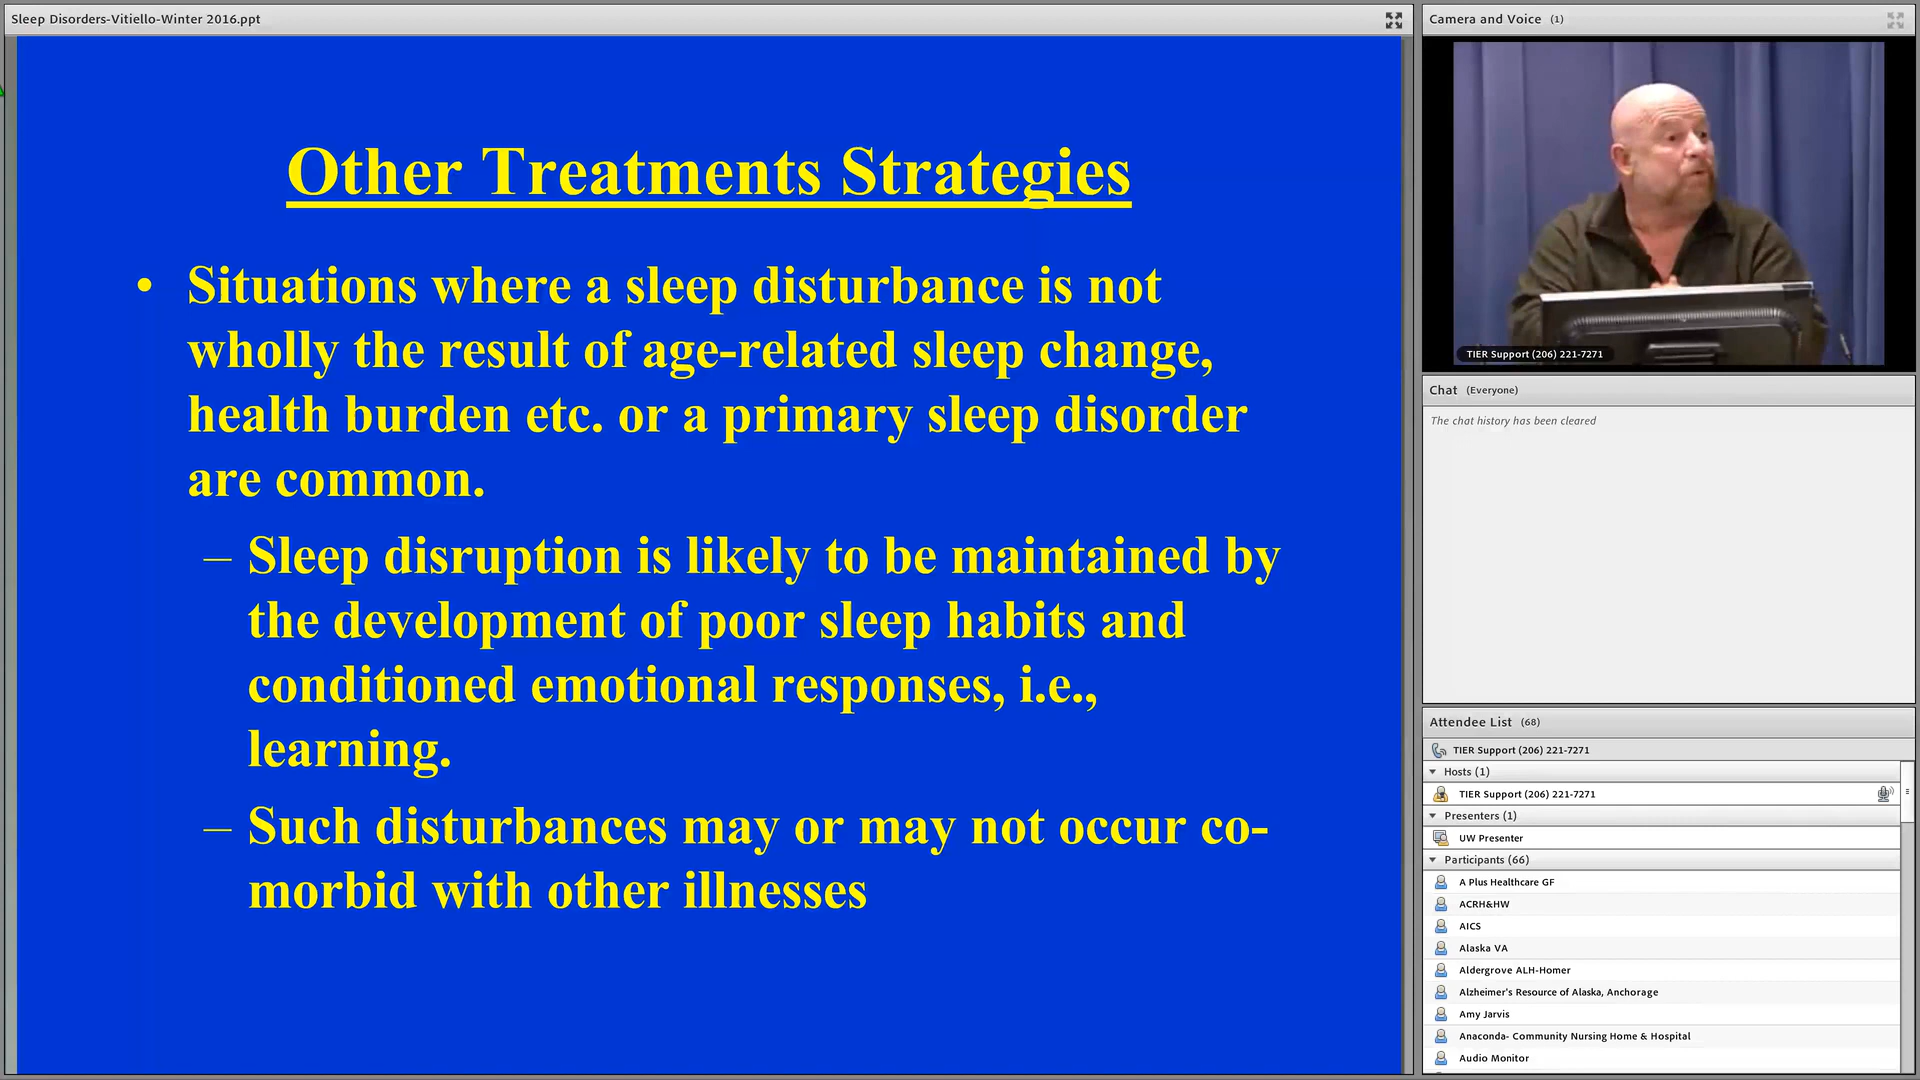 Sleep Disorders-Vitiello-Winter 2016.ppt
Other Treatments Strategies
• Situations where a sleep disturbance is not
wholly the result of age-related sleep change,
health burden etc. or a primary sleep disorder
are common.
– Sleep disruption is likely to be maintained by
the development of poor sleep habits and
conditioned emotional responses, i.e.,
learning.
– Such disturbances may or may not occur co-
morbid with other illnesses
Camera and Voice (1)
TIER Support (206) 221-7271
Chat (Everyone)
The chat history has been cleared
Attendee List (68)
TIER Support (206) 221-7271
Hosts (1)
TIER Support (206) 221-7271
Presenters (1)
UW Presenter
Participants (66)
A Plus Healthcare GF
ACRH&HW
AICS
Alaska VA
Aldergrove ALH-Homer
Alzheimer's Resource of Alaska, Anchorage
Amy Jarvis
Anaconda- Community Nursing Home & Hospital
Audio Monitor